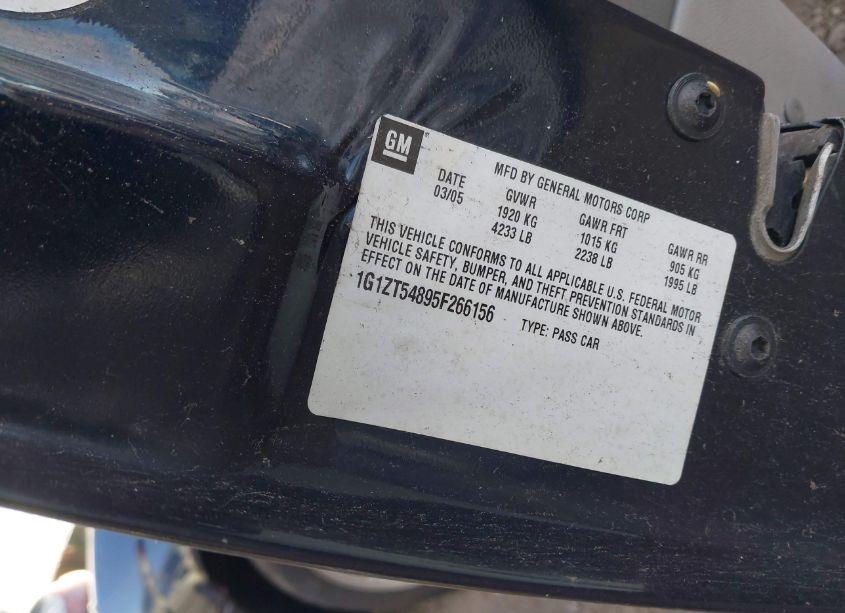 GM
MFD BY GENERAL MOTORS CORP
DATE GVWR GAWR FRT GAWR RR
03/05 1920 KG 1015 KG 905 KG
4233 LB 2238 LB 1995 LB
THIS VEHICLE CONFORMS TO ALL APPLICABLE U.S. FEDERAL MOTOR
VEHICLE SAFETY, BUMPER, AND THEFT PREVENTION STANDARDS IN
EFFECT ON THE DATE OF MANUFACTURE SHOWN ABOVE.
1G1ZT54895F266156 TYPE: PASS CAR